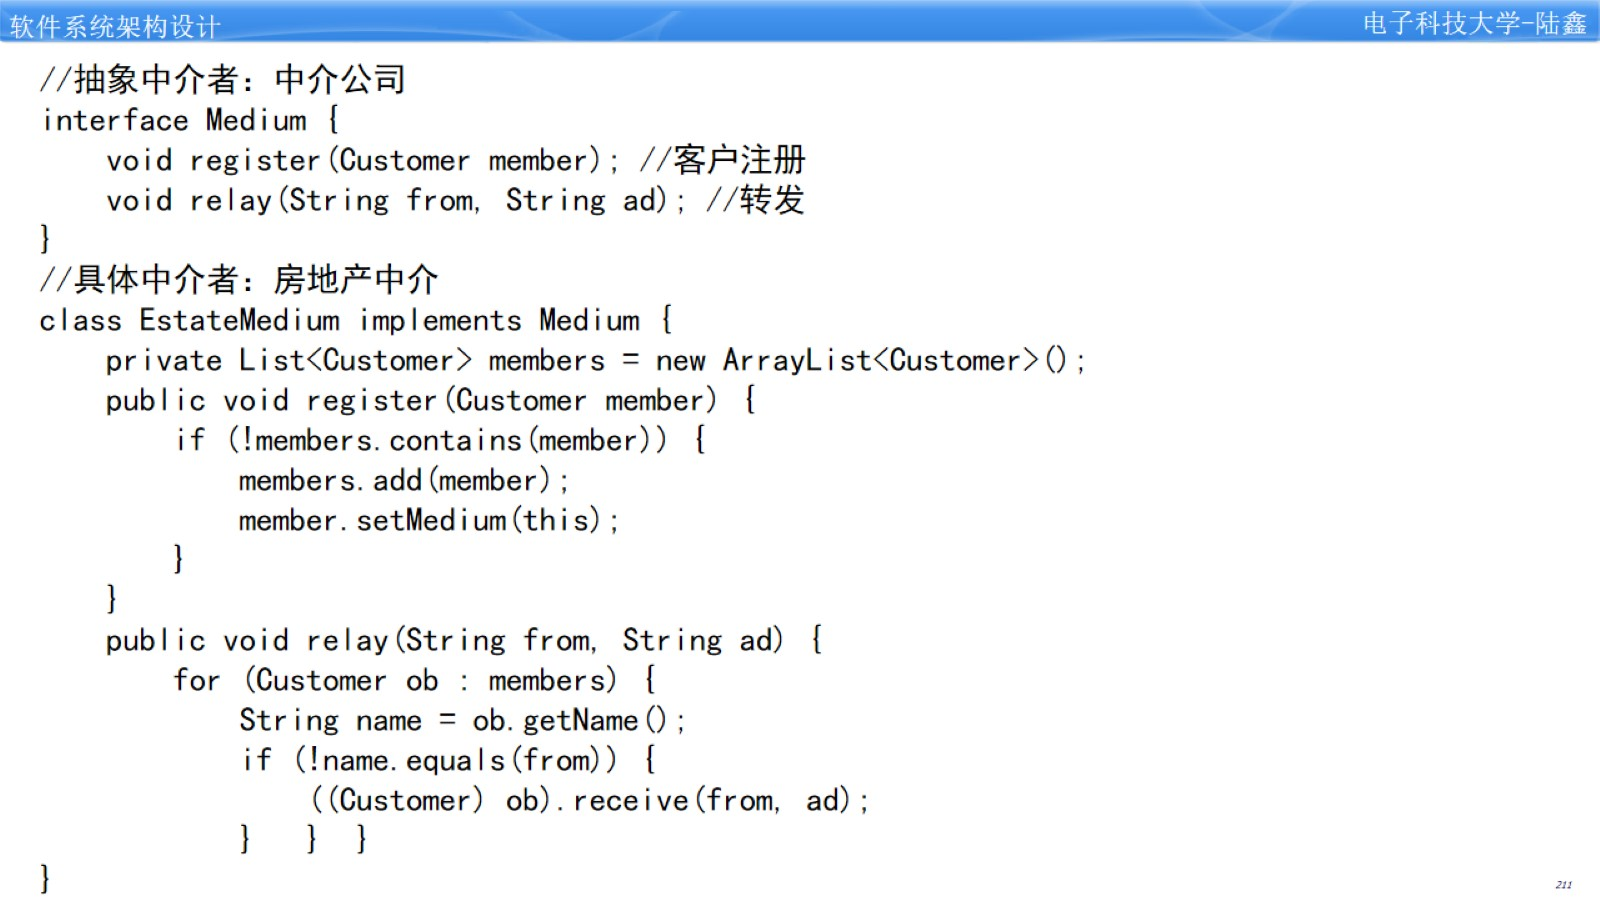 软件系统架构设计
电子科技大学-陆鑫
//抽象中介者：中介公司
interface Medium {
    void register(Customer member); //客户注册
    void relay(String from, String ad); //转发
}
//具体中介者：房地产中介
class EstateMedium implements Medium {
    private List<Customer> members = new ArrayList<Customer>();
    public void register(Customer member) {
        if (!members.contains(member)) {
            members.add(member);
            member.setMedium(this);
        }
    }
    public void relay(String from, String ad) {
        for (Customer ob : members) {
            String name = ob.getName();
            if (!name.equals(from)) {
                ((Customer) ob).receive(from, ad);
            }   }  }
}
211